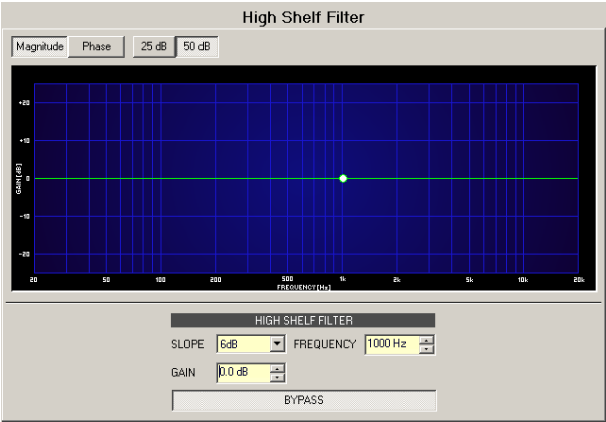 High Shelf Filter
Magnitude Phase 25 dB 50 dB
+20
+10
GAIN[dB] 0
-10
-20
20 50 100 200 500 1k 2k 5k 10k 20k
FREQUENCY[Hz]
HIGH SHELF FILTER
SLOPE 6dB FREQUENCY 1000 Hz
GAIN 0.0 dB
BYPASS